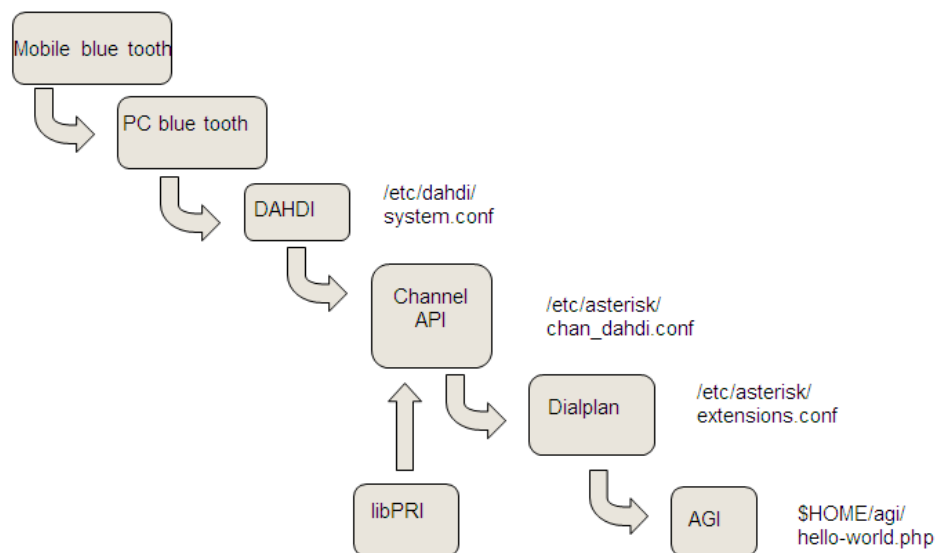 Mobile blue tooth
PC blue tooth
DAHDI
/etc/dahdi/
system.conf
Channel
API
/etc/asterisk/
chan_dahdi.conf
Dialplan
/etc/asterisk/
extensions.conf
libPRI
AGI
$HOME/agi/
hello-world.php